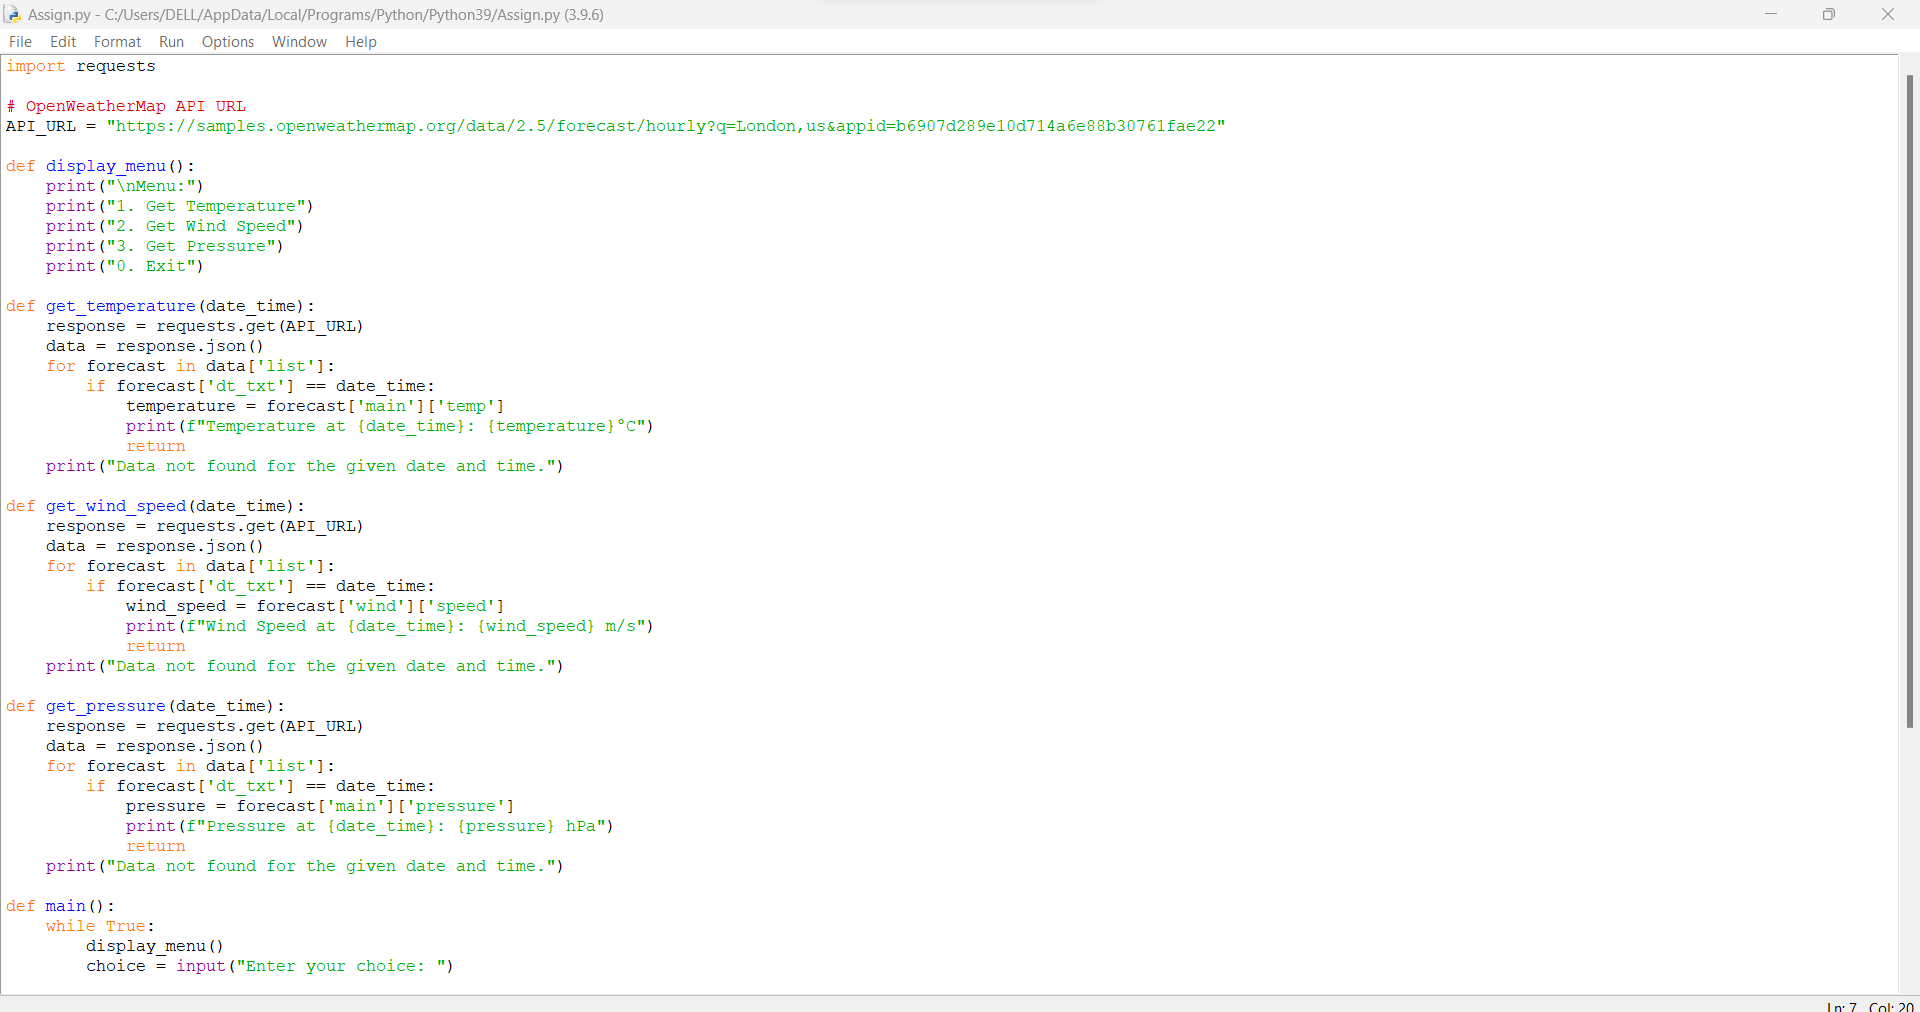 Assign.py - C:/Users/DELL/AppData/Local/Programs/Python/Python39/Assign.py (3.9.6)
File Edit Format Run Options Window Help
import requests
# OpenWeatherMap API URL
API_URL = "https://samples.openweathermap.org/data/2.5/forecast/hourly?q=London,us&appid=b6907d289e10d714a6e88b30761fae22"
def display_menu():
    print("\nMenu:")
    print("1. Get Temperature")
    print("2. Get Wind Speed")
    print("3. Get Pressure")
    print("0. Exit")
def get_temperature(date_time):
    response = requests.get(API_URL)
    data = response.json()
    for forecast in data['list']:
        if forecast['dt_txt'] == date_time:
            temperature = forecast['main']['temp']
            print(f"Temperature at {date_time}: {temperature}°C")
            return
    print("Data not found for the given date and time.")
def get_wind_speed(date_time):
    response = requests.get(API_URL)
    data = response.json()
    for forecast in data['list']:
        if forecast['dt_txt'] == date_time:
            wind_speed = forecast['wind']['speed']
            print(f"Wind Speed at {date_time}: {wind_speed} m/s")
            return
    print("Data not found for the given date and time.")
def get_pressure(date_time):
    response = requests.get(API_URL)
    data = response.json()
    for forecast in data['list']:
        if forecast['dt_txt'] == date_time:
            pressure = forecast['main']['pressure']
            print(f"Pressure at {date_time}: {pressure} hPa")
            return
    print("Data not found for the given date and time.")
def main():
    while True:
        display_menu()
        choice = input("Enter your choice: ")
Ln: 7 Col: 20